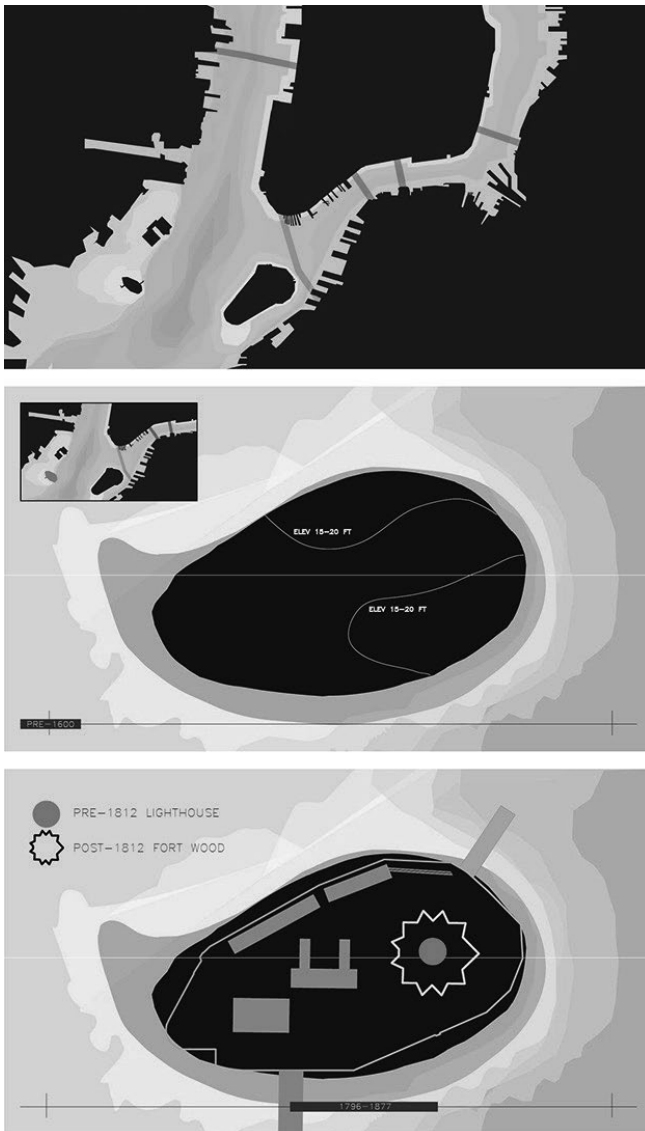 ELEV 15-20 FT
ELEV 15-20 FT
PRE-1600
PRE-1812 LIGHTHOUSE
POST-1812 FORT WOOD
1796-1877